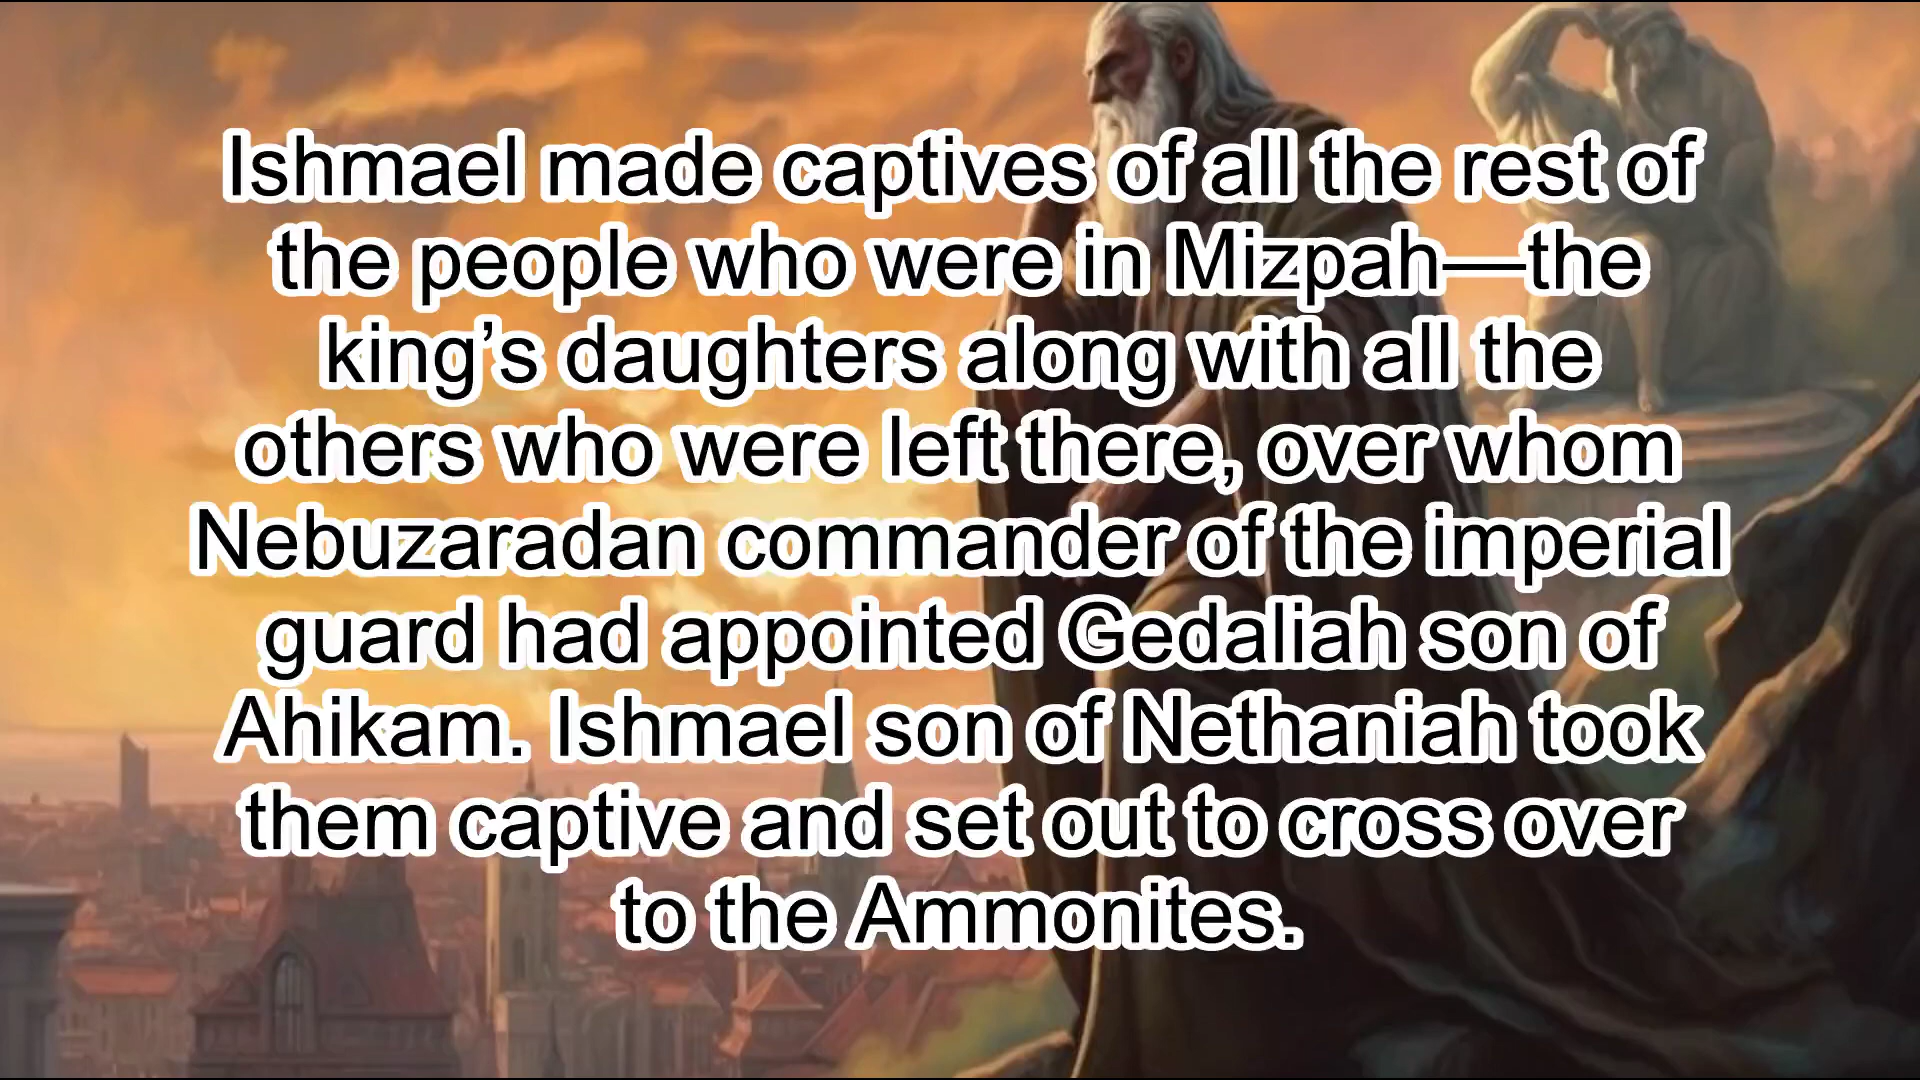 Ishmael made captives of all the rest of
the people who were in Mizpah—the
king’s daughters along with all the
others who were left there, over whom
Nebuzaradan commander of the imperial
guard had appointed Gedaliah son of
Ahikam. Ishmael son of Nethaniah took
them captive and set out to cross over
to the Ammonites.